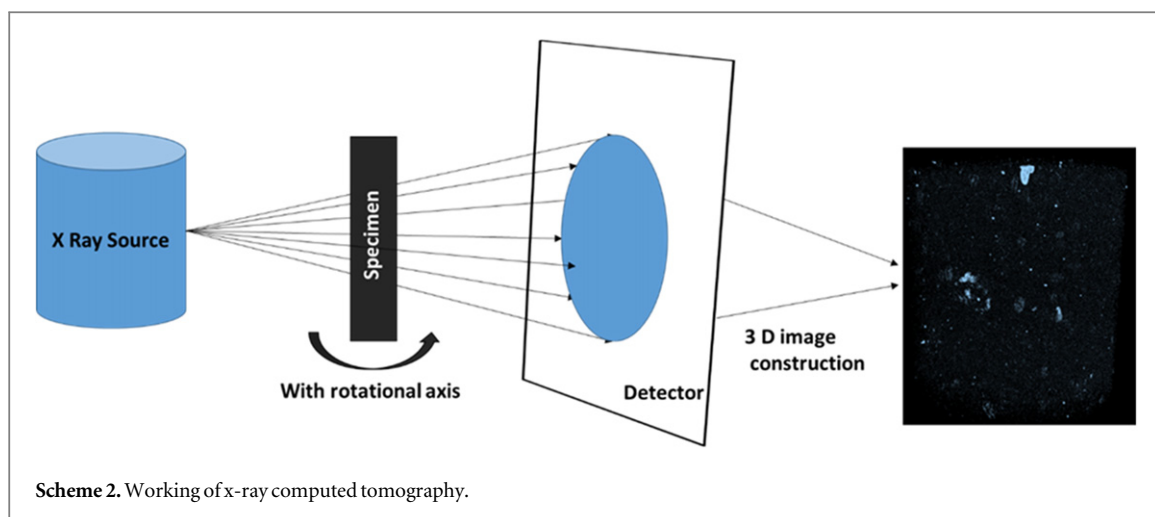 X Ray Source
Specimen
With rotational axis
Detector
3 D image
construction
Scheme 2. Working of x-ray computed tomography.